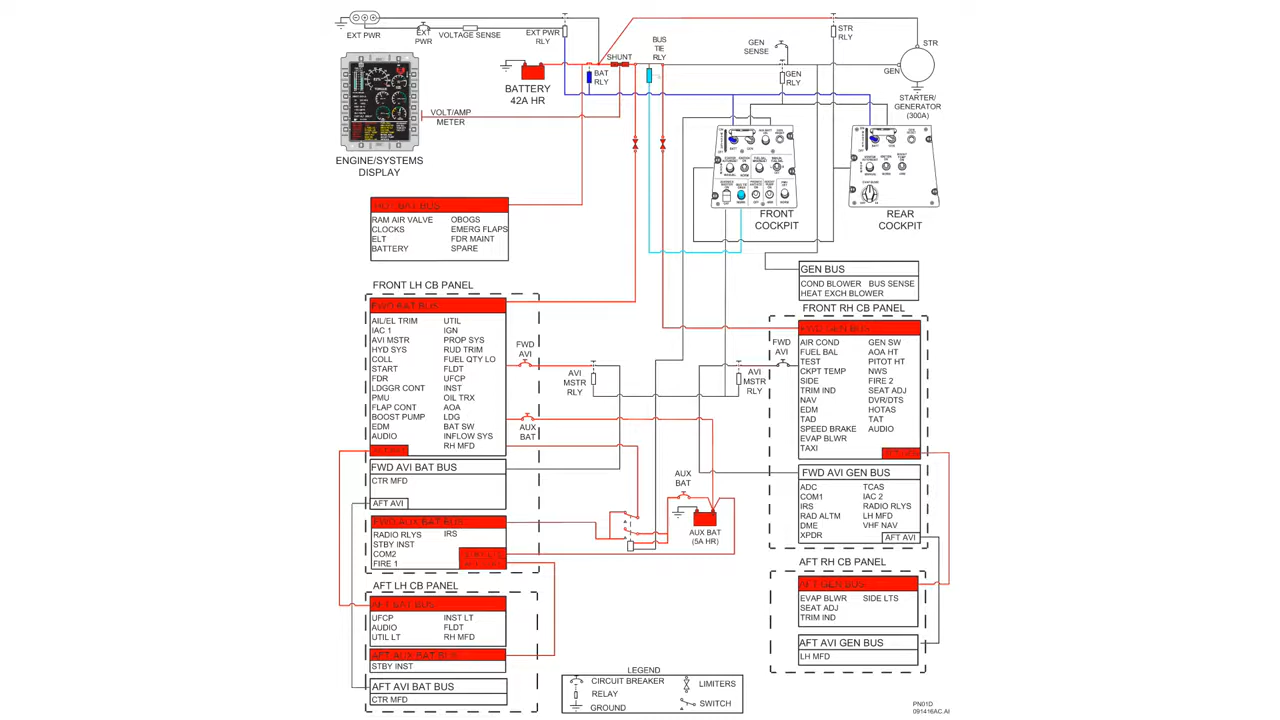 EXT PWR
EXT
PWR
VOLTAGE SENSE
EXT PWR
RLY
BUS
TIE
RLY
GEN
SENSE
STR
RLY
STR
GEN
STARTER/
GENERATOR
(300A)
SHUNT
BAT
RLY
GEN
RLY
BATTERY
42A HR
VOLT/AMP
METER
ENGINE/SYSTEMS
DISPLAY
FRONT
COCKPIT
REAR
COCKPIT
HOT BAT BUS
RAM AIR VALVE OBOGS
CLOCKS EMERG FLAPS
ELT FDR MAINT
BATTERY SPARE
GEN BUS
COND BLOWER BUS SENSE
HEAT EXCH BLOWER
FRONT LH CB PANEL
FWD BAT BUS
AIL/EL TRIM UTIL
IAC 1 IGN
AVI MSTR PROP SYS
HYD SYS RUD TRIM
COLL FUEL QTY LO
START FLDT
FDR UFCP
LDGGR CONT INST
PMU OIL TRX
FLAP CONT AOA
BOOST PUMP LDG
EDM BAT SW
AUDIO INFLOW SYS
RH MFD
AFT BAT
FWD AVI BAT BUS
CTR MFD
AFT AVI
FWD AUX BAT BUS
RADIO RLYS IRS
STBY INST
COM2
FIRE 1
FWD
AVI
AVI
MSTR
RLY
AUX
BAT
AUX
BAT
AUX BAT
(5A HR)
AVI
MSTR
RLY
FWD
AVI
FRONT RH CB PANEL
FWD GEN BUS
AIR COND GEN SW
FUEL BAL AOA HT
TEST PITOT HT
CKPT TEMP NWS
SIDE FIRE 2
TRIM IND SEAT ADJ
NAV DVR/DTS
EDM HOTAS
TAD TAT
SPEED BRAKE AUDIO
EVAP BLWR
TAXI
AFT GEN
FWD AVI GEN BUS
ADC TCAS
COM1 IAC 2
IRS RADIO RLYS
RAD ALTM LH MFD
DME VHF NAV
XPDR
AFT AVI
AFT LH CB PANEL
AFT BAT BUS
UFCP INST LT
AUDIO FLDT
UTIL LT RH MFD
AFT AUX BAT BUS
STBY INST
AFT AVI BAT BUS
CTR MFD
AFT RH CB PANEL
AFT GEN BUS
EVAP BLWR SIDE LTS
SEAT ADJ
TRIM IND
AFT AVI GEN BUS
LH MFD
LEGEND
CIRCUIT BREAKER
RELAY
GROUND
LIMITERS
SWITCH
PN01D
091416AC.AI